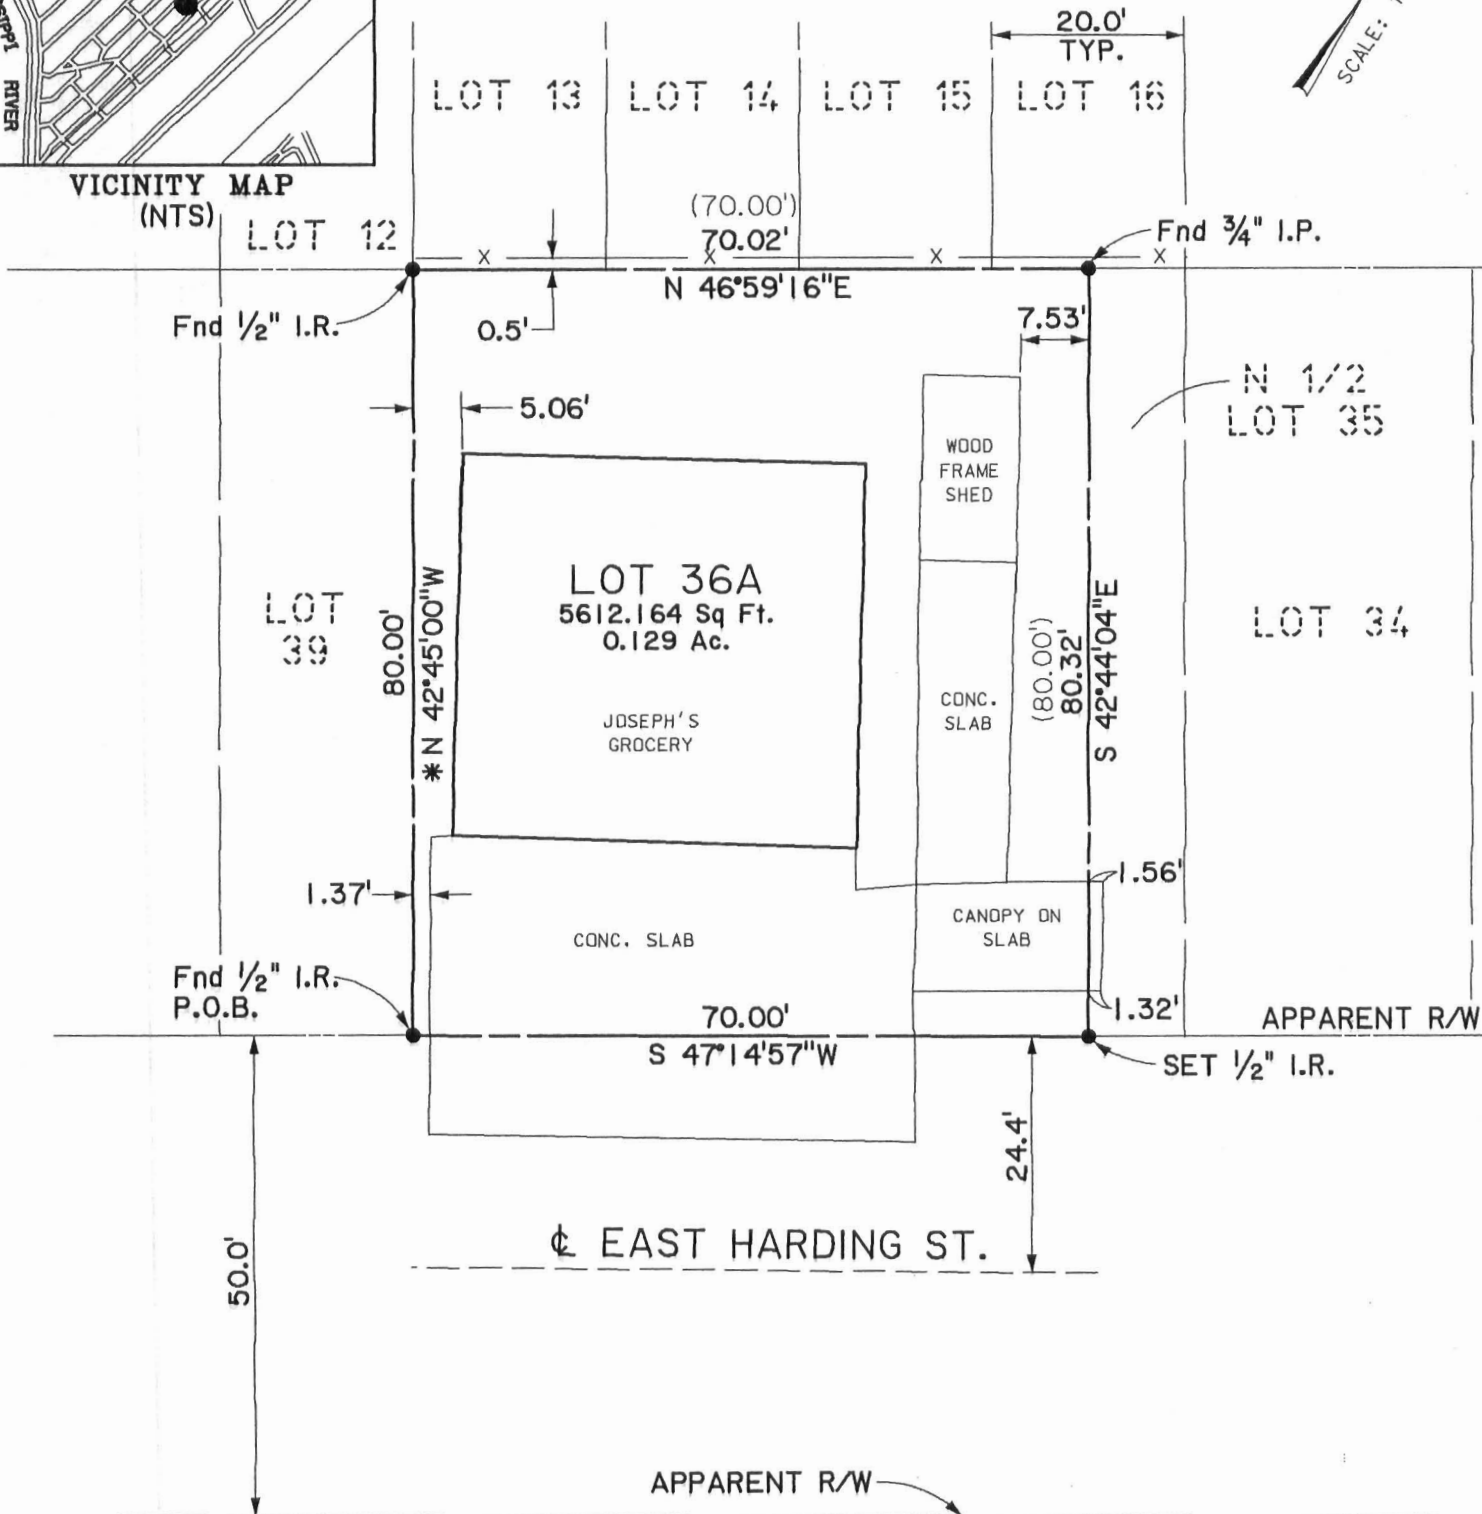 SIPPI RIVER
VICINITY MAP
(NTS)
20.0'
TYP.
SCALE:
LOT 13
LOT 14
LOT 15
LOT 16
LOT 12
(70.00')
70.02'
X X X X
N 46°59'16"E
Fnd 3/4" I.P.
Fnd 1/2" I.R.
0.5'
7.53'
5.06'
N 1/2
LOT 35
WOOD
FRAME
SHED
LOT 36A
5612.164 Sq Ft.
0.129 Ac.
LOT
39
80.00'
*N 42°45'00"W
(80.00')
80.32'
S 42°44'04"E
LOT 34
JOSEPH'S
GROCERY
CONC.
SLAB
1.37'
1.56'
CONC. SLAB
CANOPY ON
SLAB
Fnd 1/2" I.R.
P.O.B.
70.00'
S 47°14'57"W
1.32'
APPARENT R/W
SET 1/2" I.R.
24.4'
50.0'
℄ EAST HARDING ST.
APPARENT R/W